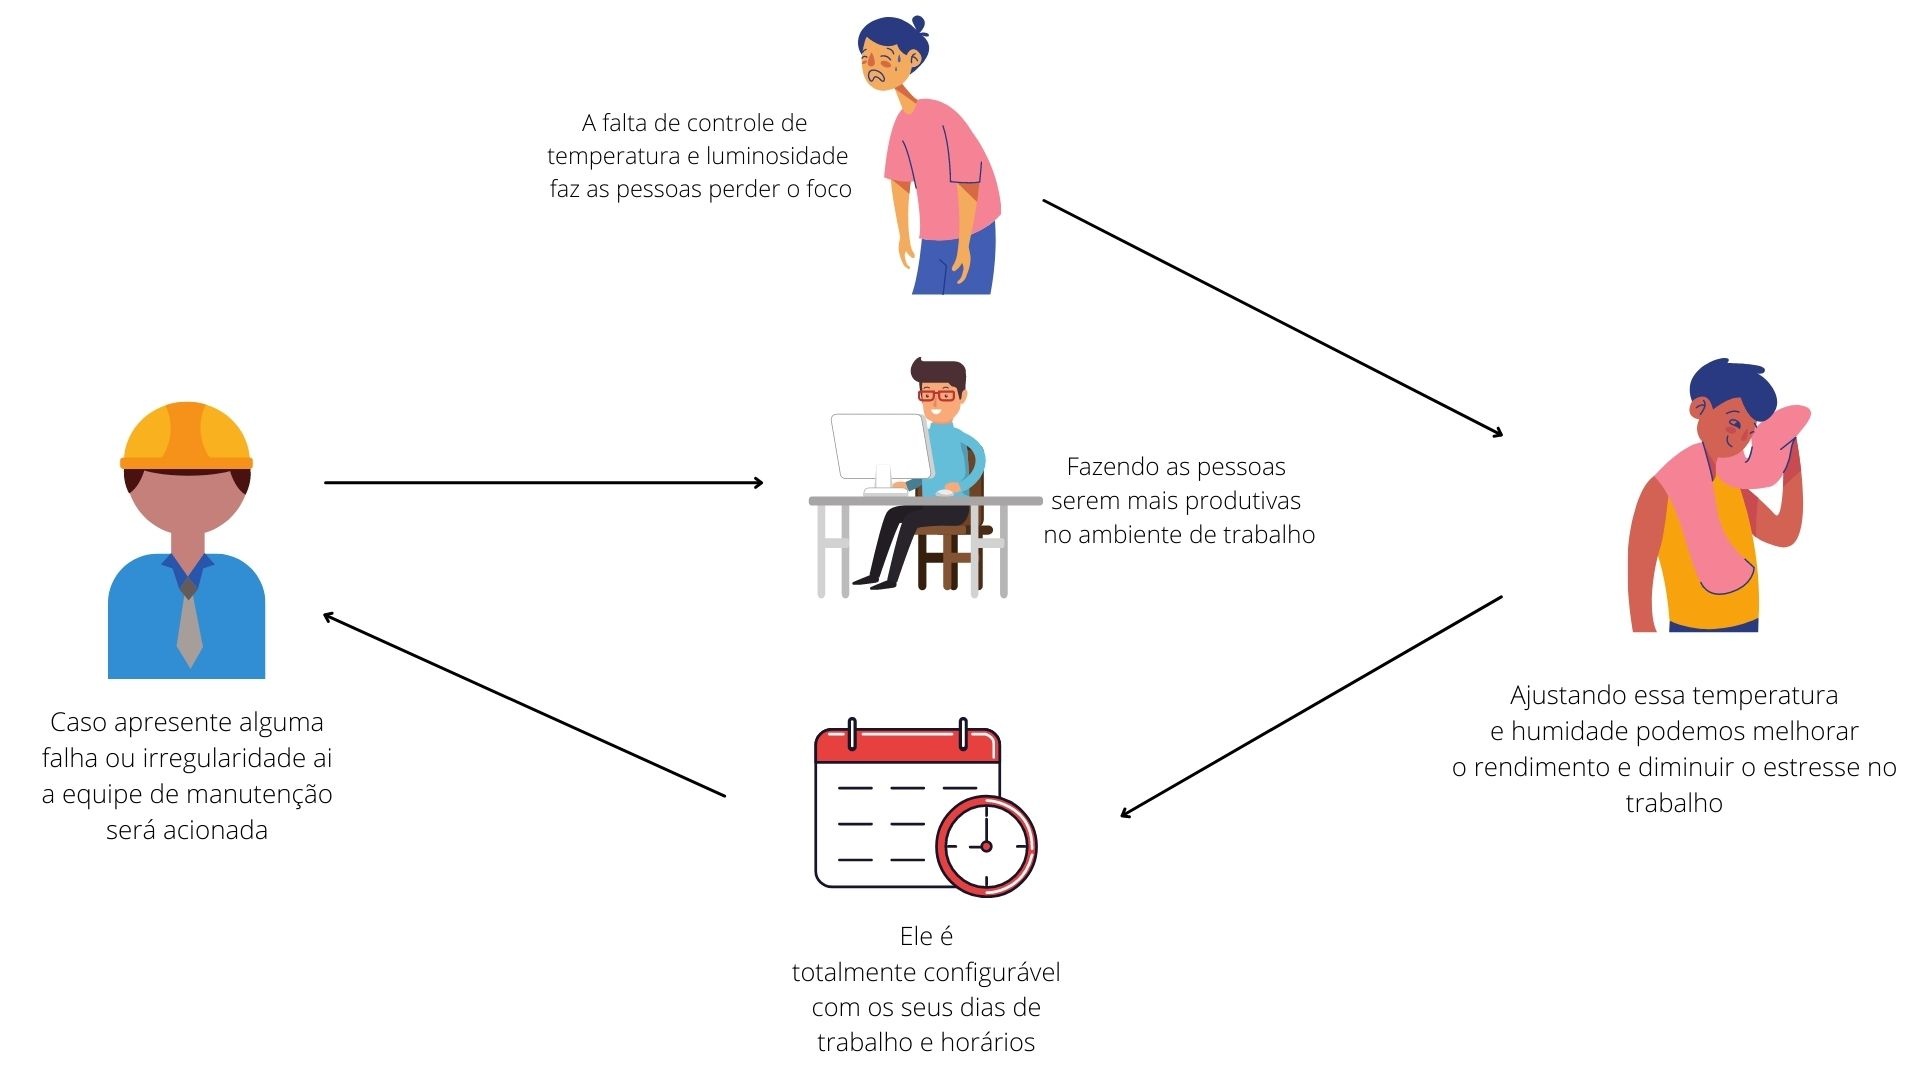 A falta de controle de
temperatura e luminosidade
faz as pessoas perder o foco
Fazendo as pessoas
serem mais produtivas
no ambiente de trabalho
Ajustando essa temperatura
e humidade podemos melhorar
o rendimento e diminuir o estresse no
trabalho
Caso apresente alguma
falha ou irregularidade ai
a equipe de manutenção
será acionada
Ele é
totalmente configurável
com os seus dias de
trabalho e horários